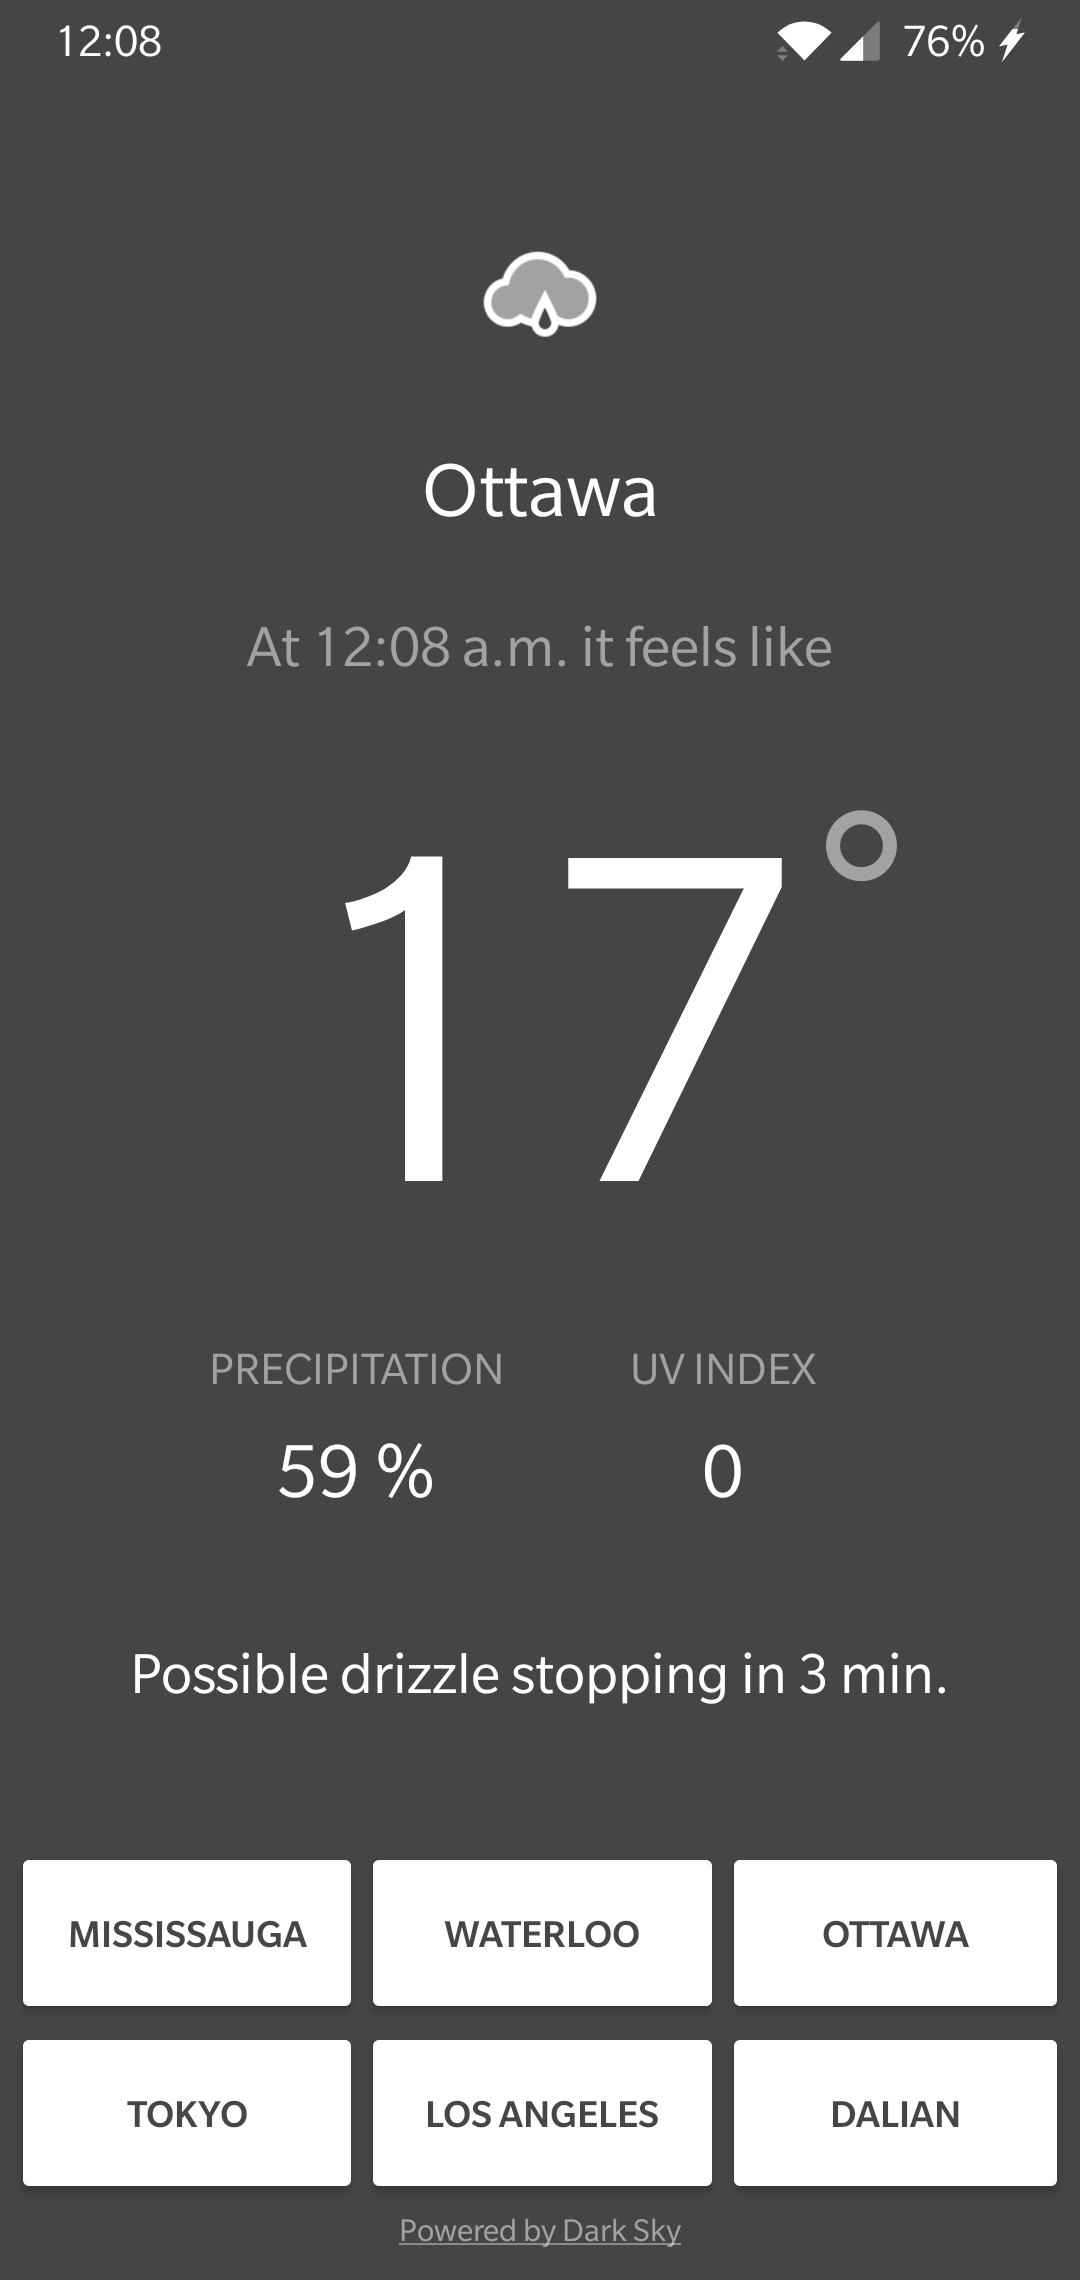 12:08 76%
Ottawa
At 12:08 a.m. it feels like
17°
PRECIPITATION UV INDEX
59 % 0
Possible drizzle stopping in 3 min.
MISSISSAUGA WATERLOO OTTAWA
TOKYO LOS ANGELES DALIAN
Powered by Dark Sky